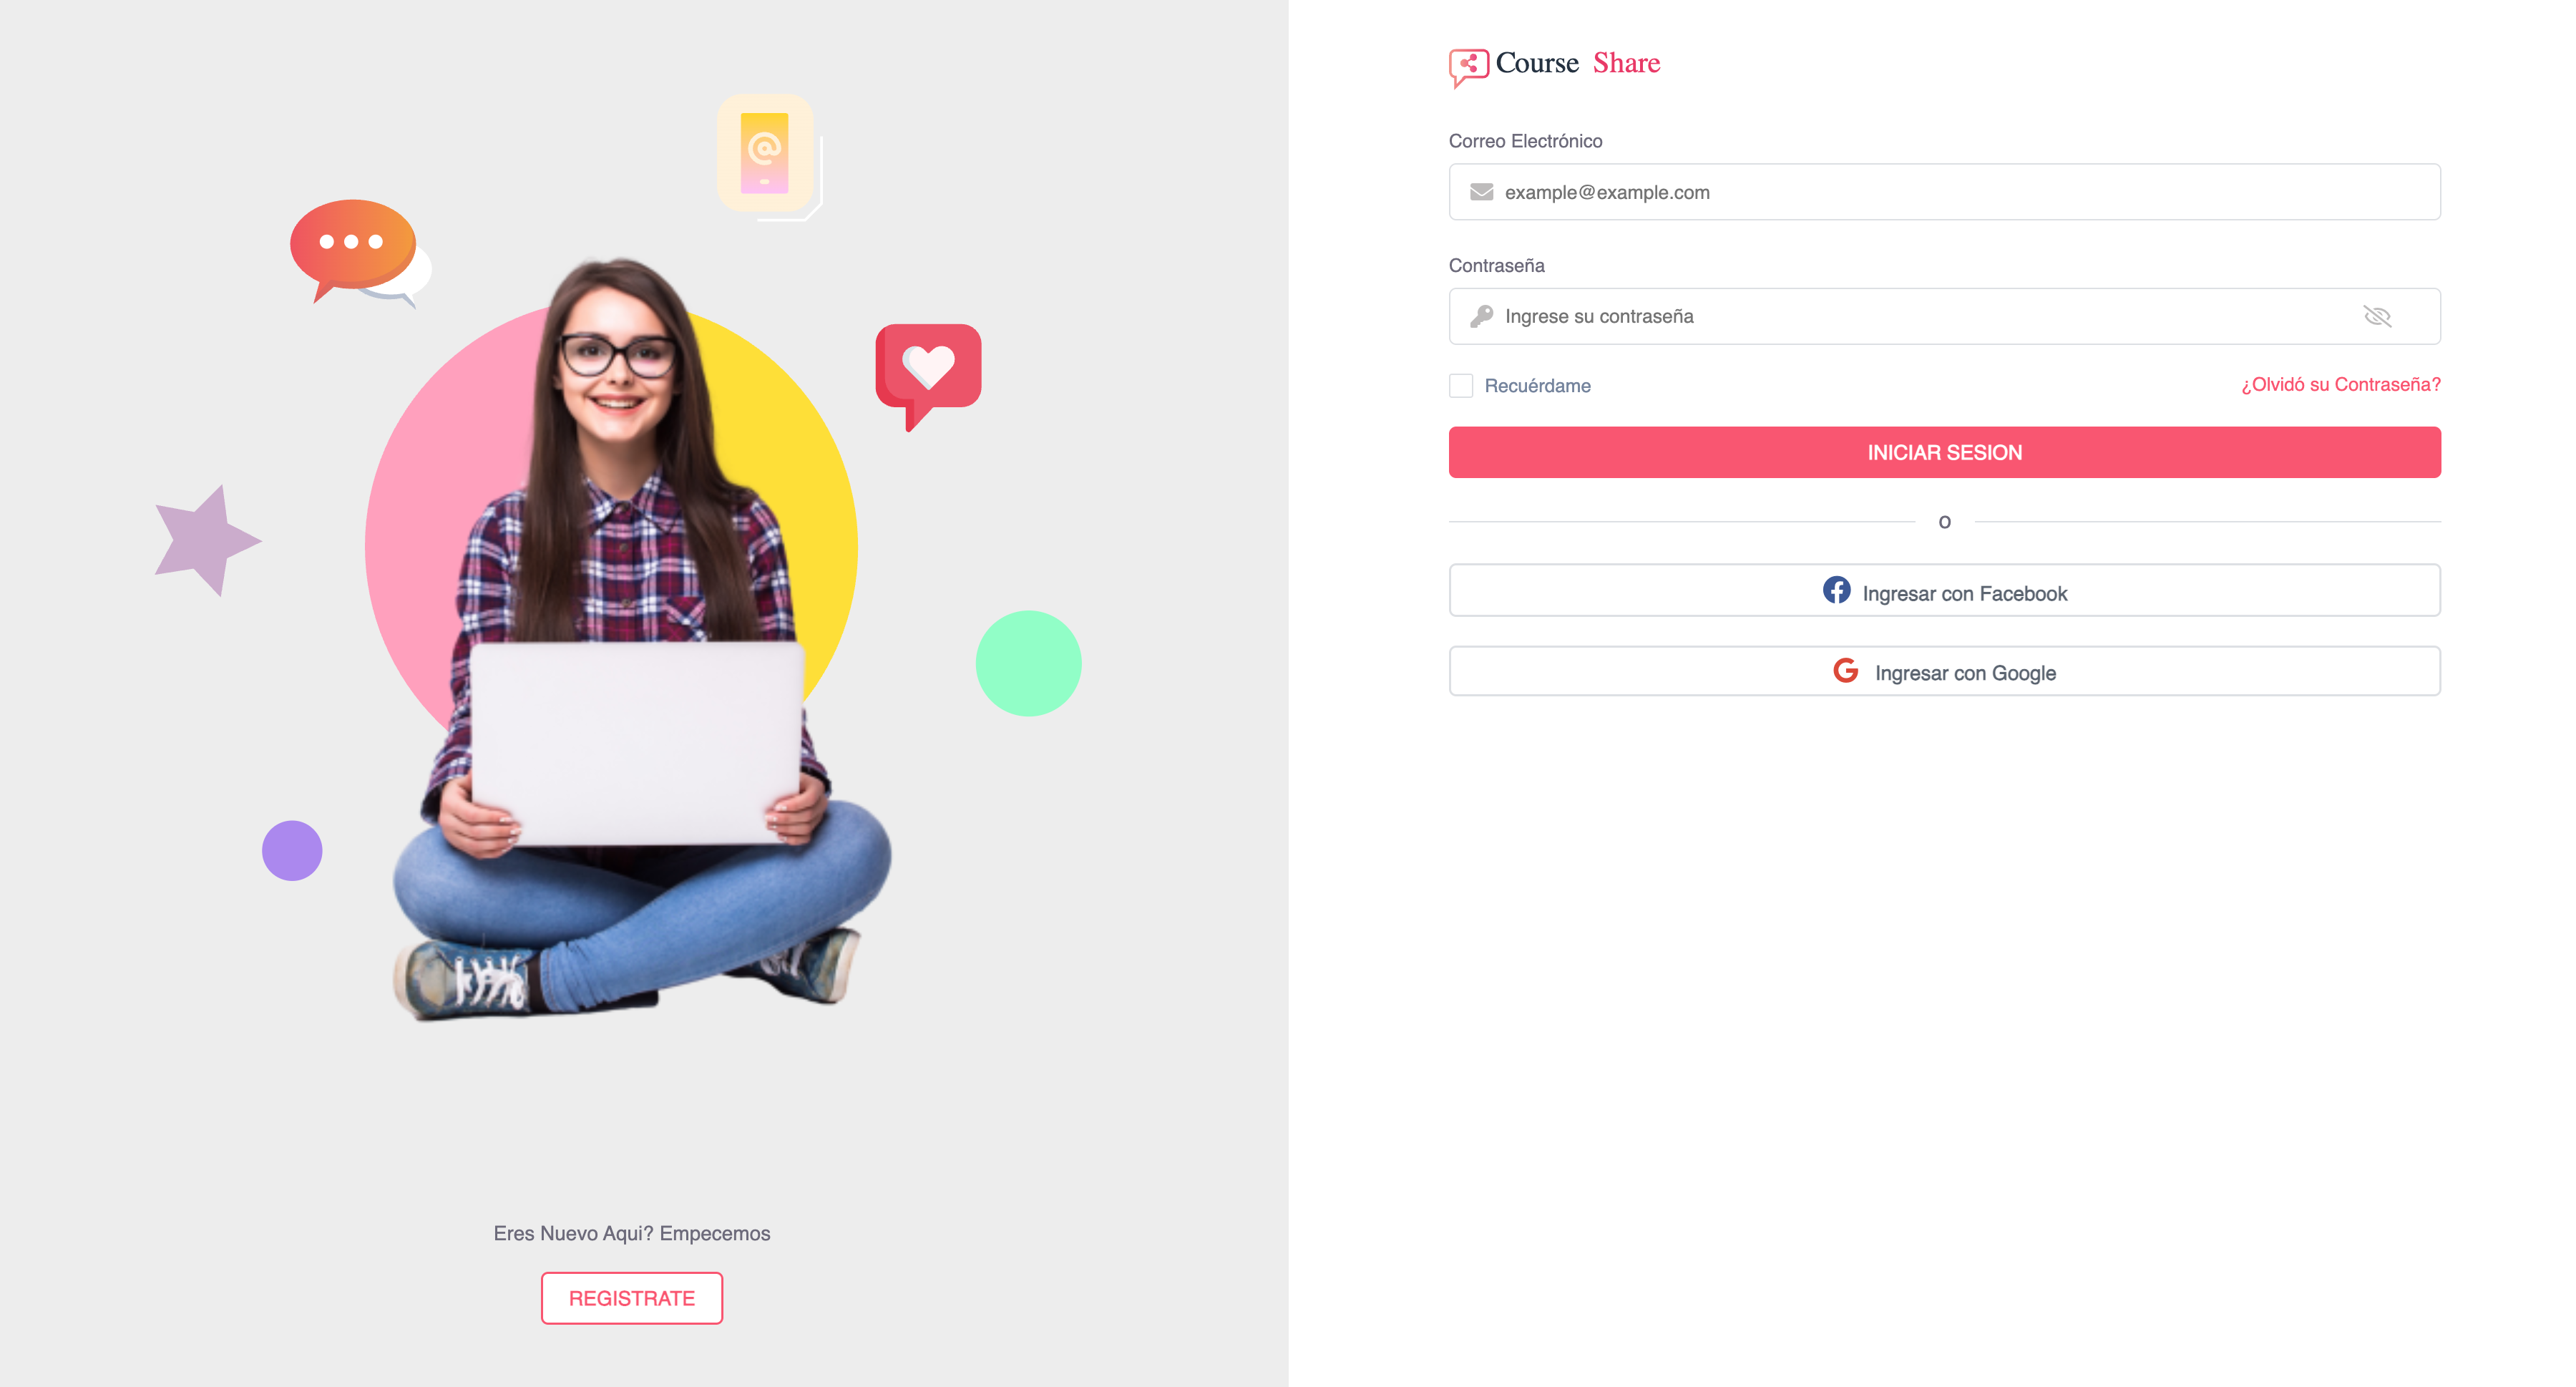 Course Share
Correo Electrónico
example@example.com
Contraseña
Ingrese su contraseña
Recuérdame
¿Olvidó su Contraseña?
INICIAR SESION
O
Ingresar con Facebook
Ingresar con Google
Eres Nuevo Aqui? Empecemos
REGISTRATE